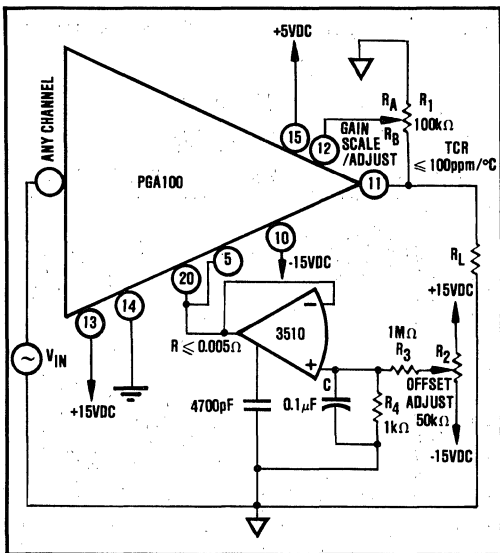 +5VDC
ANY CHANNEL
PGA100
15
12
GAIN
SCALE
/ADJUST
RA
R1
RB
100kΩ
TCR
≤ 100ppm/°C
11
10
-15VDC
5
20
RL
+15VDC
13
14
3510
−
+
R ≤ 0.005Ω
1MΩ
R3
R2
OFFSET
ADJUST
50kΩ
VIN
+15VDC
4700pF
C
0.1µF
R4
1kΩ
-15VDC